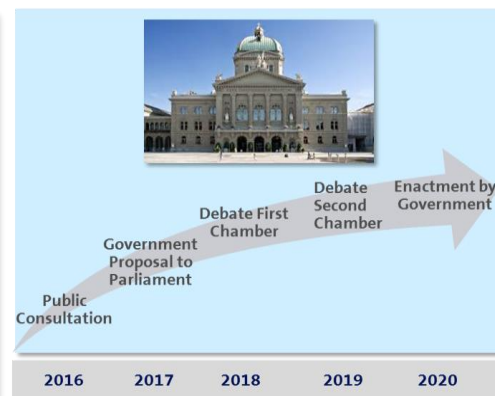 Public
Consultation
Government
Proposal to
Parliament
Debate First
Chamber
Debate
Second
Chamber
Enactment by
Government
2016 2017 2018 2019 2020